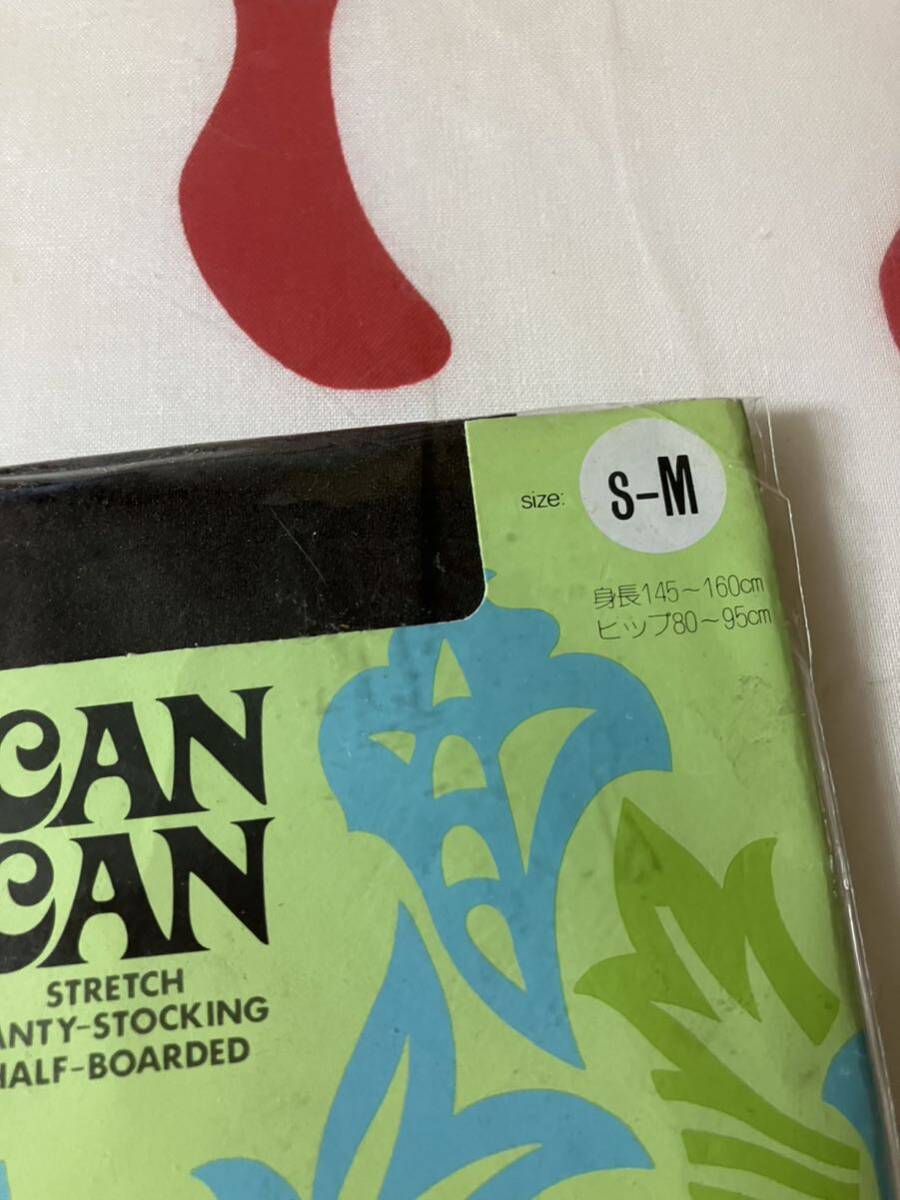 size: S-M
身長145~160cm
ヒップ80~95cm
CAN
CAN
STRETCH
ANTY-STOCKING
HALF-BOARDED